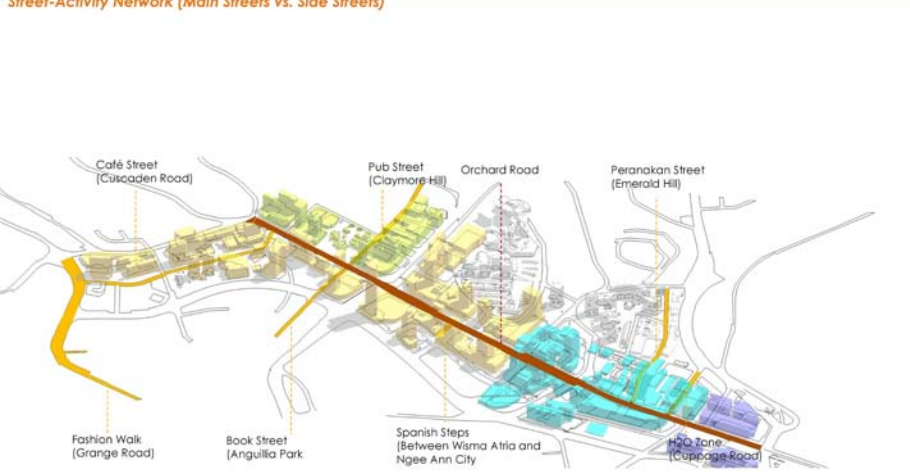 Street-Activity Network (Main Streets vs. Side Streets)
Café Street
(Cuscaden Road)
Pub Street
(Claymore Hill)
Orchard Road
Peranakan Street
(Emerald Hill)
Fashion Walk
(Grange Road)
Book Street
(Anguillia Park
Spanish Steps
(Between Wisma Atria and
Ngee Ann City
H2O Zone
(Cuppage Road)